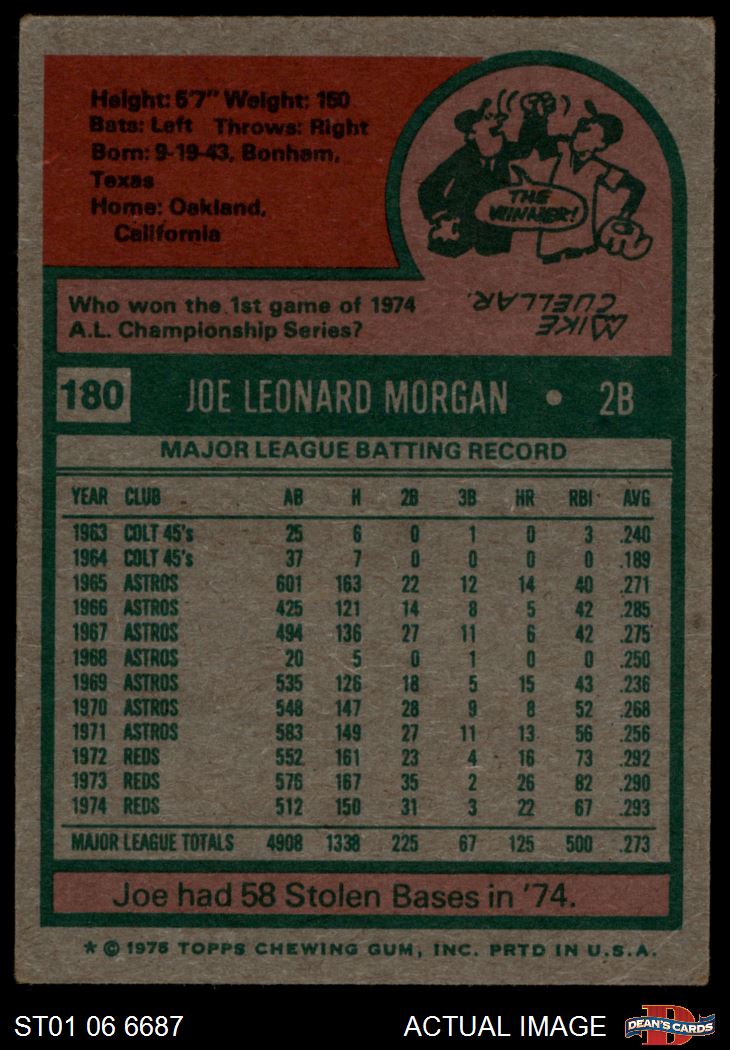 Height: 5'7" Weight: 150
Bats: Left Throws: Right
Born: 9-19-43, Bonham,
Texas
Home: Oakland,
California
THE
WINNER!
MIKE
CUELLAR.
Who won the 1st game of 1974
A.L. Championship Series?
180 JOE LEONARD MORGAN • 2B
MAJOR LEAGUE BATTING RECORD
YEAR CLUB AB H 2B 3B HR RBI AVG
1963 COLT 45's 25 6 0 1 0 3 .240
1964 COLT 45's 37 7 0 0 0 0 .189
1965 ASTROS 601 163 22 12 14 40 .271
1966 ASTROS 425 121 14 8 5 42 .285
1967 ASTROS 494 136 27 11 6 42 .275
1968 ASTROS 20 5 0 1 0 0 .250
1969 ASTROS 535 126 18 5 15 43 .236
1970 ASTROS 548 147 28 9 8 52 .268
1971 ASTROS 583 149 27 11 13 56 .256
1972 REDS 552 161 23 4 16 73 .292
1973 REDS 576 167 35 2 26 82 .290
1974 REDS 512 150 31 3 22 67 .293
MAJOR LEAGUE TOTALS 4908 1338 225 67 125 500 .273
Joe had 58 Stolen Bases in '74.
* © 1975 TOPPS CHEWING GUM, INC. PRTD IN U.S.A.
ST01 06 6687 ACTUAL IMAGE D DEAN'S CARDS